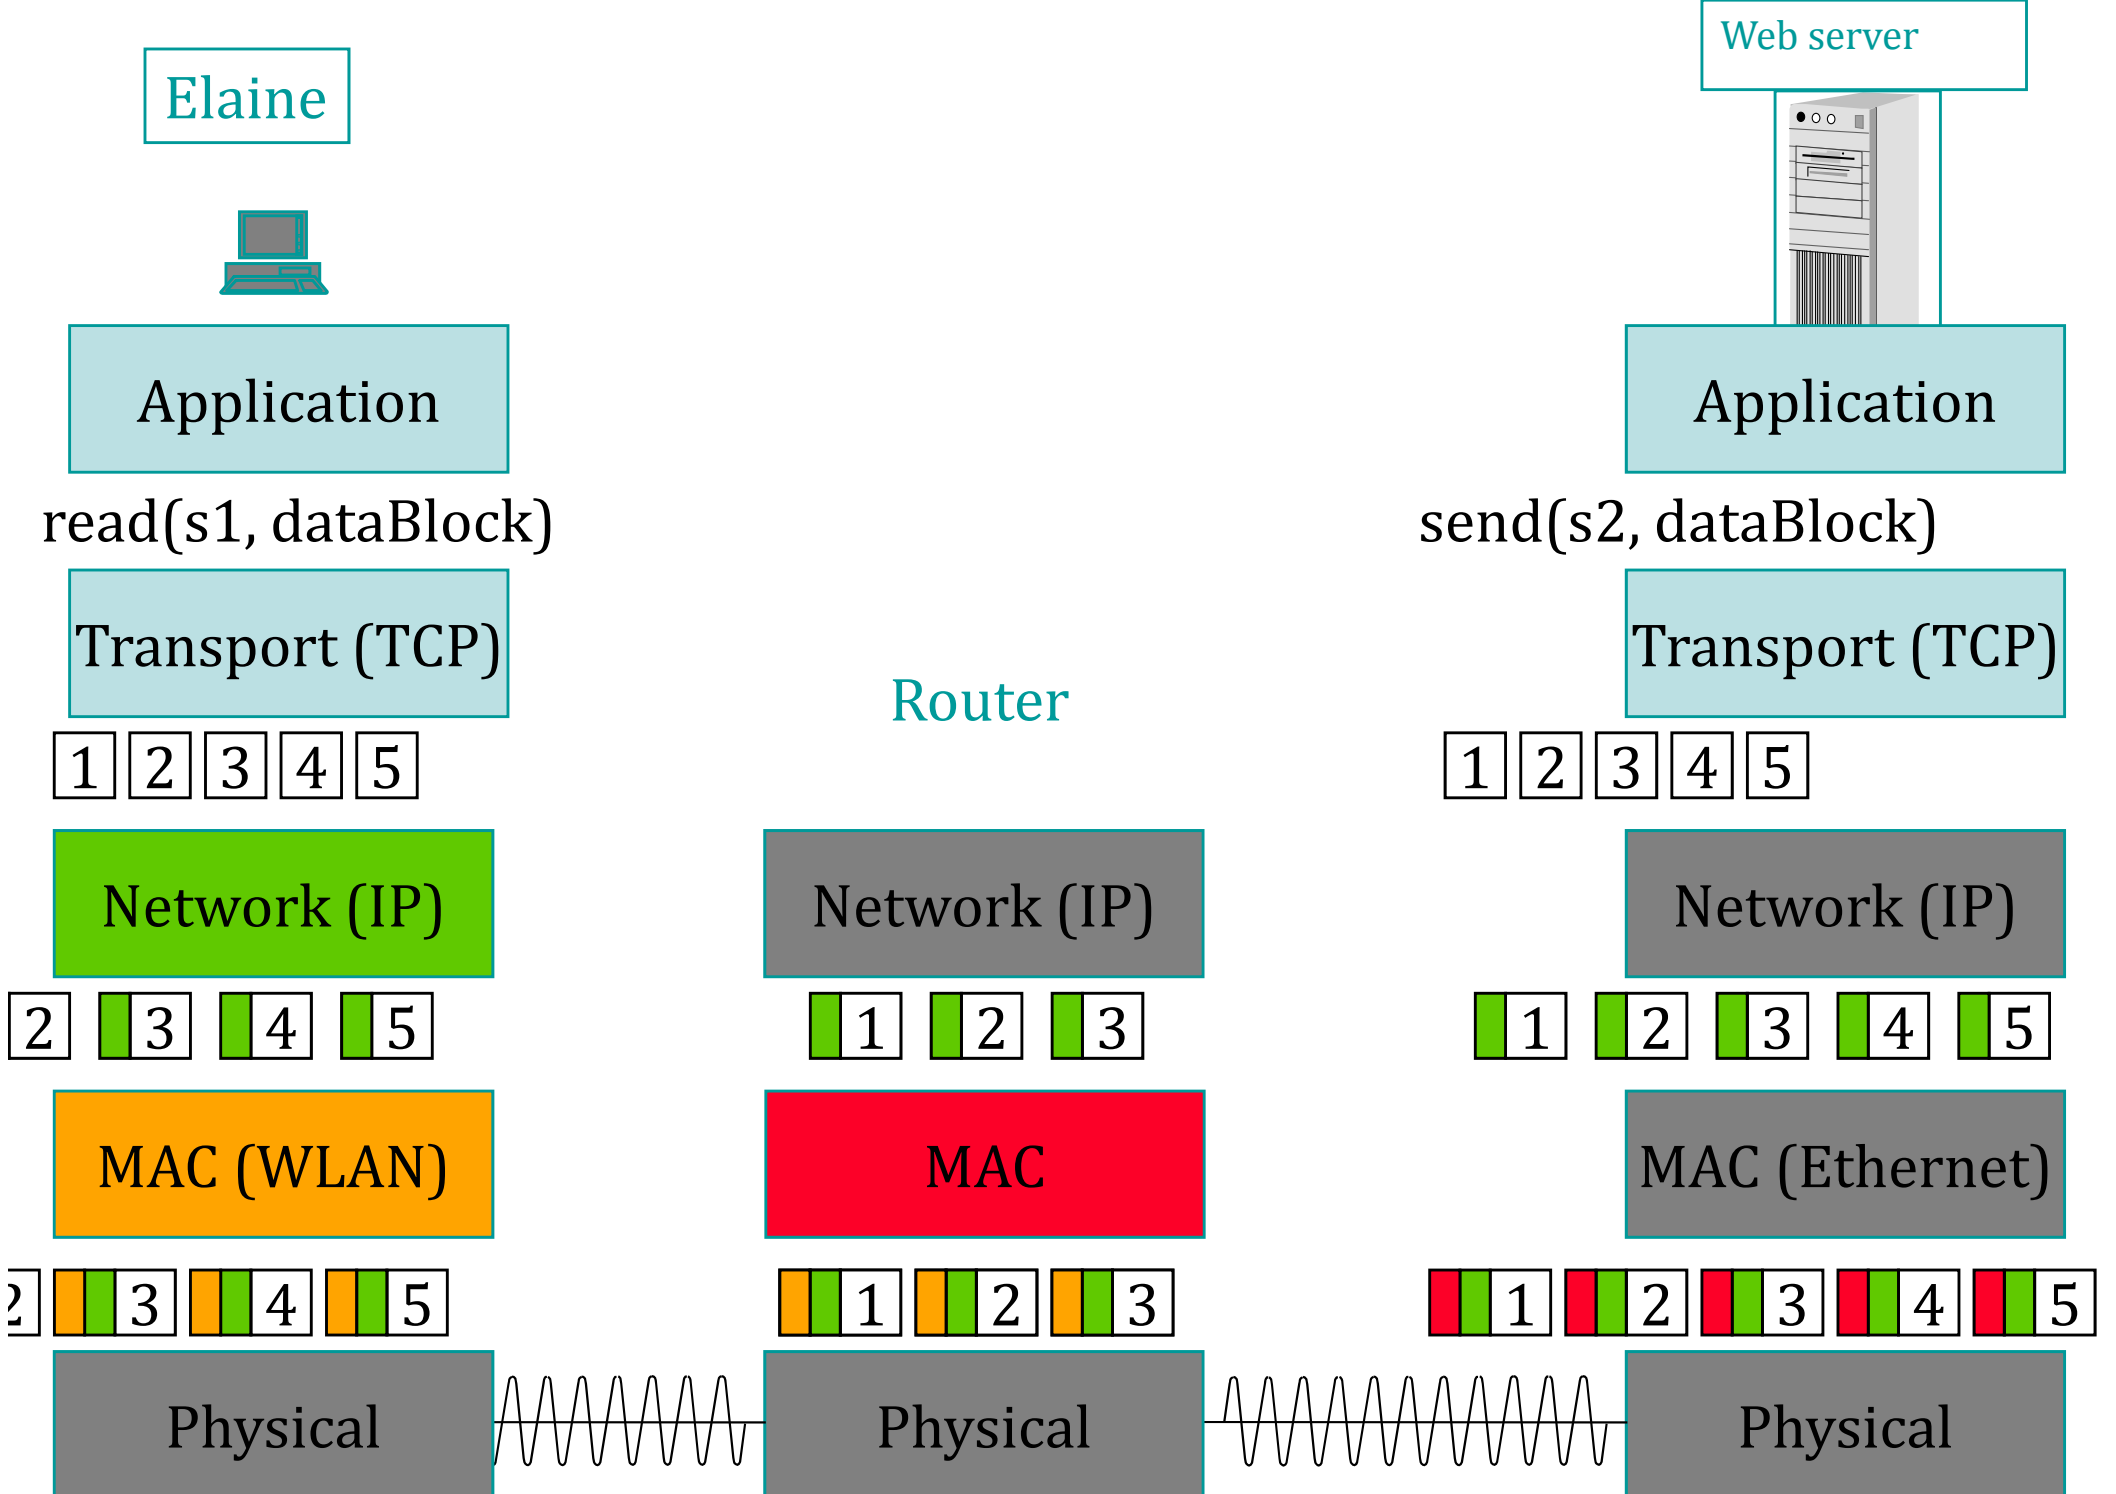 Web server
Elaine
Application
Application
read(s1, dataBlock)
send(s2, dataBlock)
Transport (TCP)
Transport (TCP)
Router
1 2 3 4 5
1 2 3 4 5
Network (IP)
Network (IP)
Network (IP)
2 3 4 5
1 2 3
1 2 3 4 5
MAC (WLAN)
MAC
MAC (Ethernet)
2 3 4 5
1 2 3
1 2 3 4 5
Physical
Physical
Physical